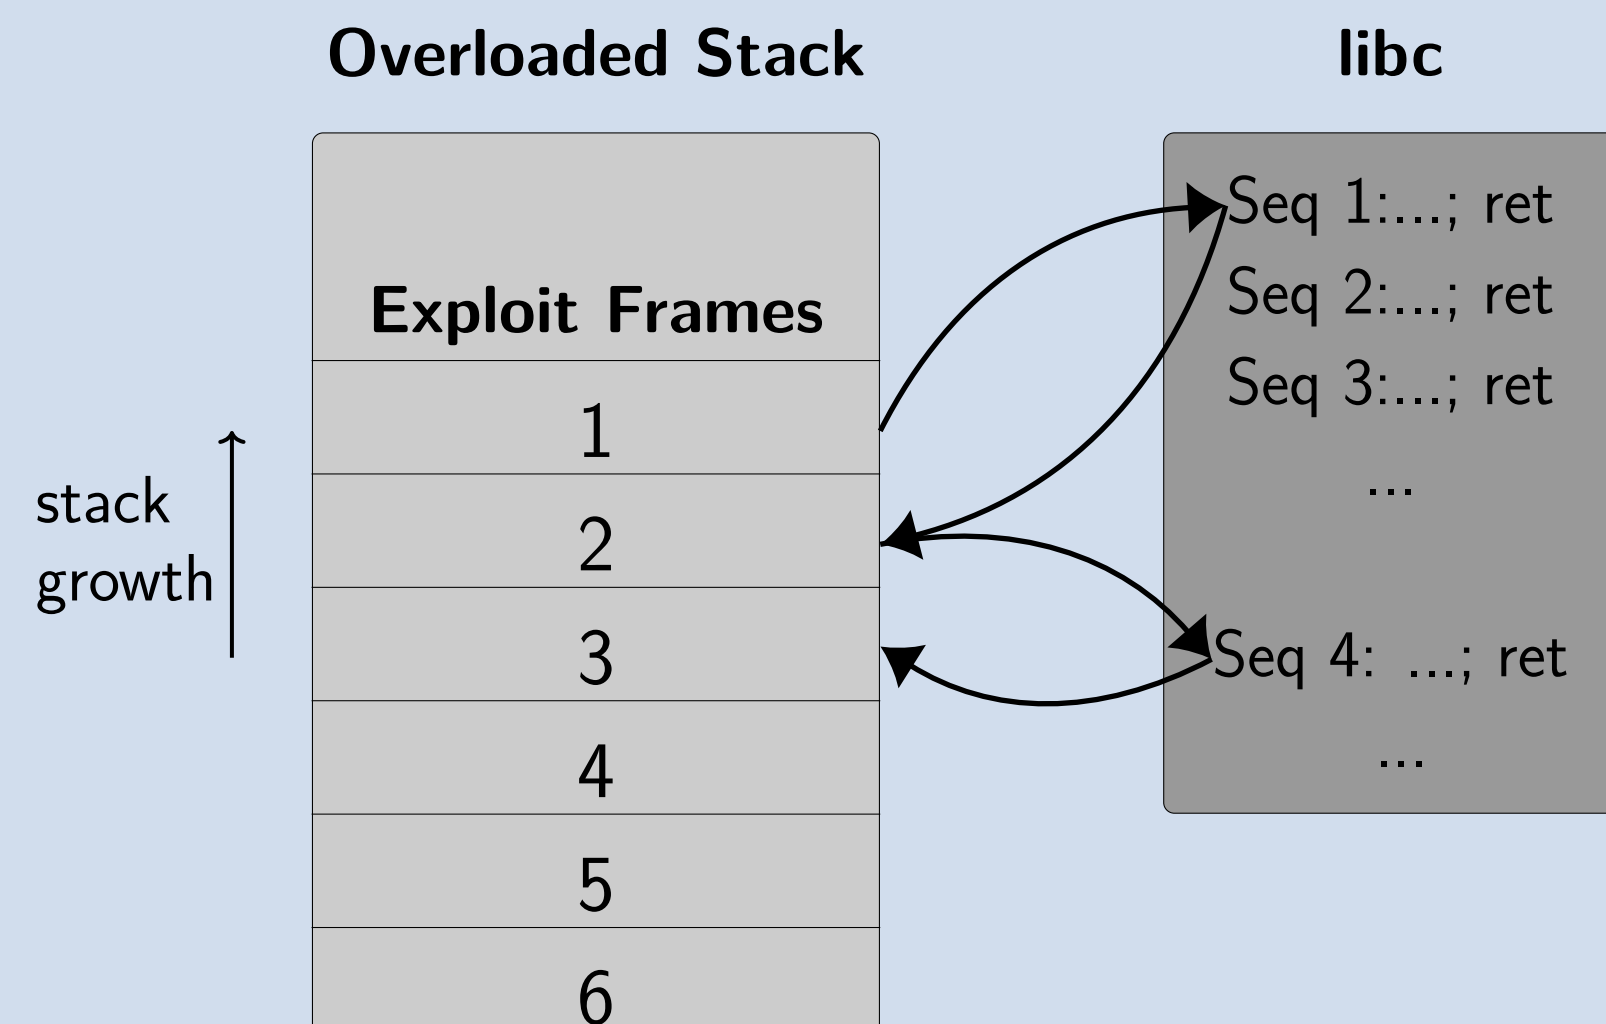 Overloaded Stack
libc
Exploit Frames
1
2
3
4
5
6
stack
growth
Seq 1:...; ret
Seq 2:...; ret
Seq 3:...; ret
...
Seq 4: ...; ret
...